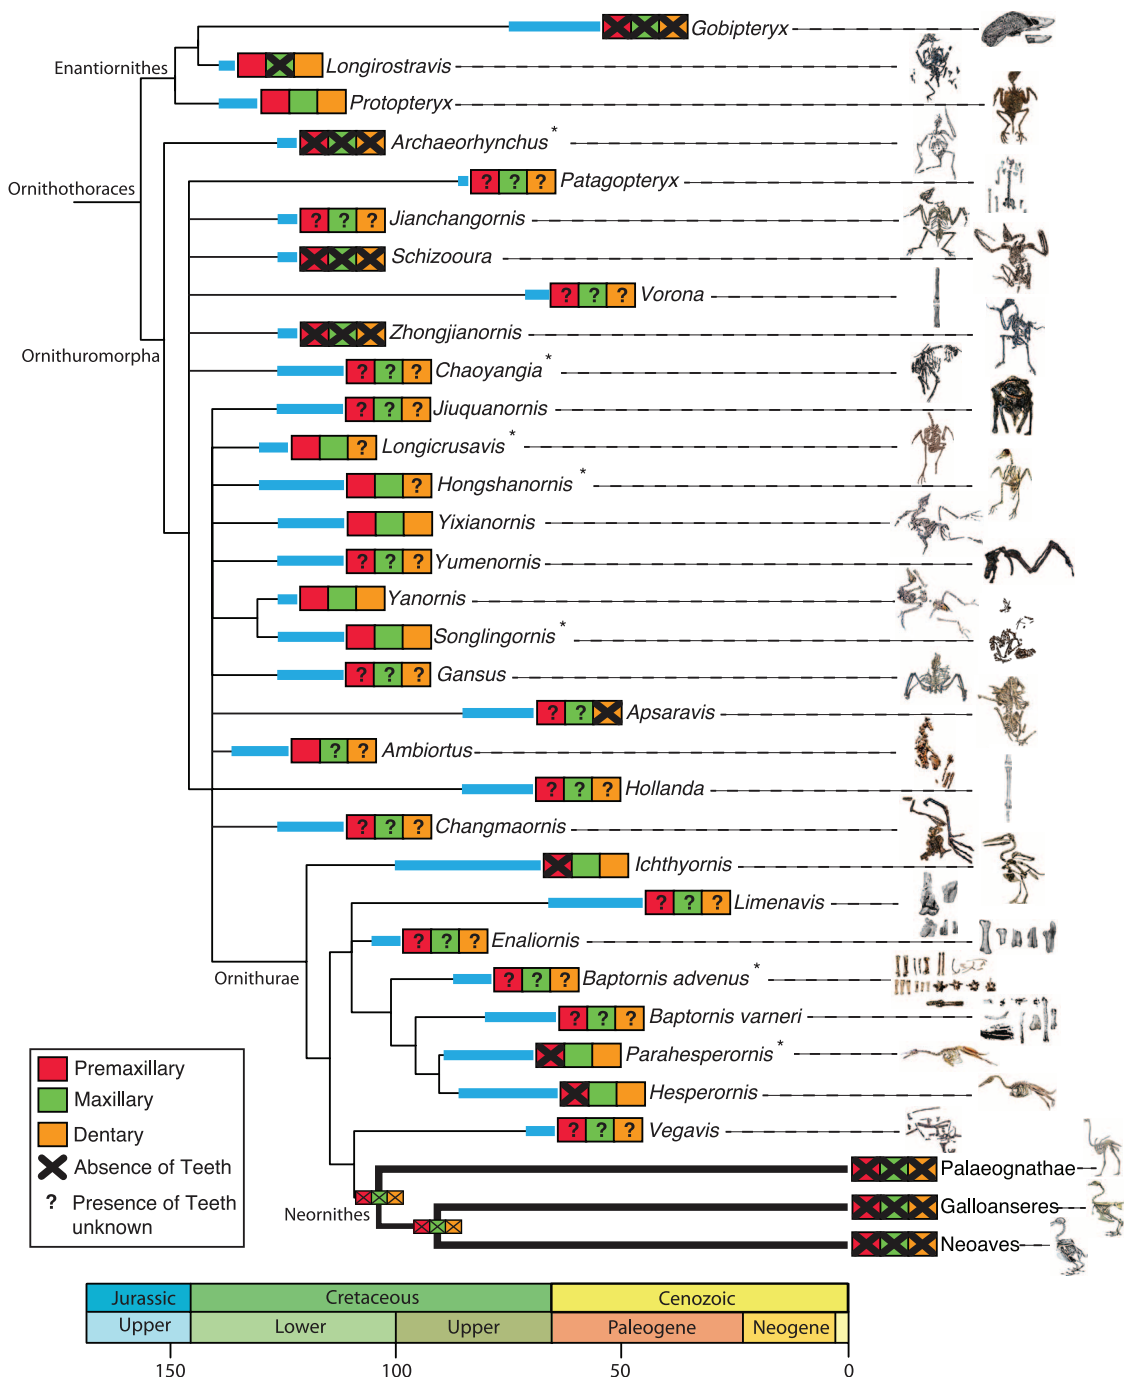 Gobipteryx
Enantiornithes
Longirostravis
Protopteryx
Archaeorhynchus *
Ornithothoraces
? ? ? Patagopteryx
? ? ? Jianchangornis
Schizooura
? ? ? Vorona
Zhongjianornis
Ornithuromorpha
? ? ? Chaoyangia *
? ? ? Jiuquanornis
? Longicrusavis *
? Hongshanornis *
Yixianornis
? ? ? Yumenornis
Yanornis
Songlingornis *
? ? ? Gansus
? ? Apsaravis
? ? Ambiortus
? ? ? Hollanda
? ? ? Changmaornis
Ichthyornis
? ? ? Limenavis
? ? ? Enaliornis
Ornithurae
? ? ? Baptornis advenus *
? ? ? Baptornis varneri
Parahesperornis *
Hesperornis
? ? ? Vegavis
Palaeognathae
Neornithes
Galloanseres
Neoaves
Premaxillary
Maxillary
Dentary
Absence of Teeth
? Presence of Teeth
unknown
Jurassic Cretaceous Cenozoic
Upper Lower Upper Paleogene Neogene
150 100 50 0